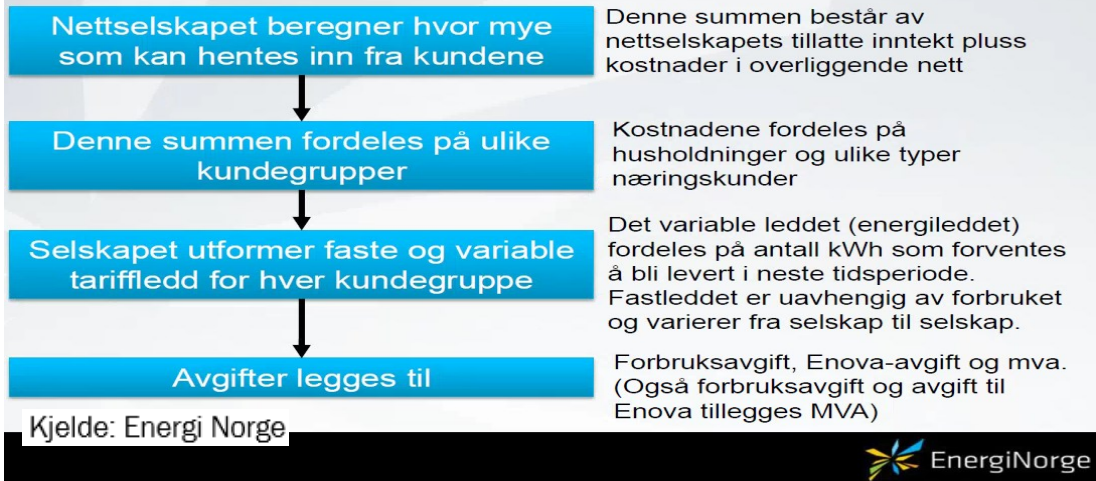 Nettselskapet beregner hvor mye
som kan hentes inn fra kundene
Denne summen består av
nettselskapets tillatte inntekt pluss
kostnader i overliggende nett
Denne summen fordeles på ulike
kundegrupper
Kostnadene fordeles på
husholdninger og ulike typer
næringskunder
Selskapet utformer faste og variable
tariffledd for hver kundegruppe
Det variable leddet (energileddet)
fordeles på antall kWh som forventes
å bli levert i neste tidsperiode.
Fastleddet er uavhengig av forbruket
og varierer fra selskap til selskap.
Avgifter legges til
Forbruksavgift, Enova-avgift og mva.
(Også forbruksavgift og avgift til
Enova tillegges MVA)
Kjelde: Energi Norge
EnergiNorge